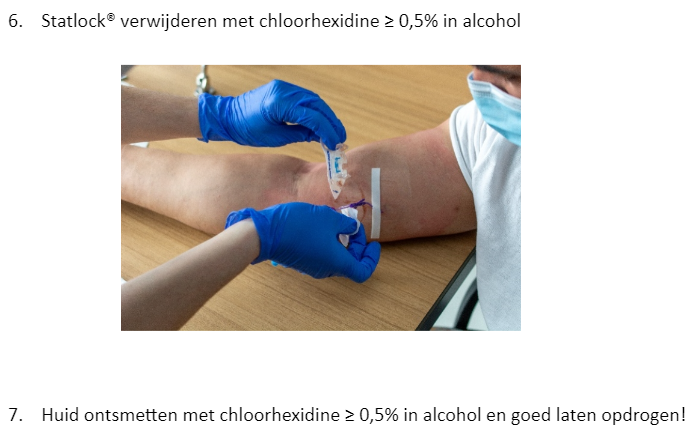 6. Statlock® verwijderen met chloorhexidine ≥ 0,5% in alcohol
7. Huid ontsmetten met chloorhexidine ≥ 0,5% in alcohol en goed laten opdrogen!